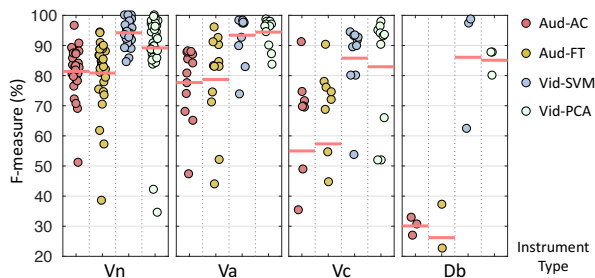 100
90
80
70
60
50
40
30
20
F-measure (%)
Vn
Va
Vc
Db
Aud-AC
Aud-FT
Vid-SVM
Vid-PCA
Instrument
Type